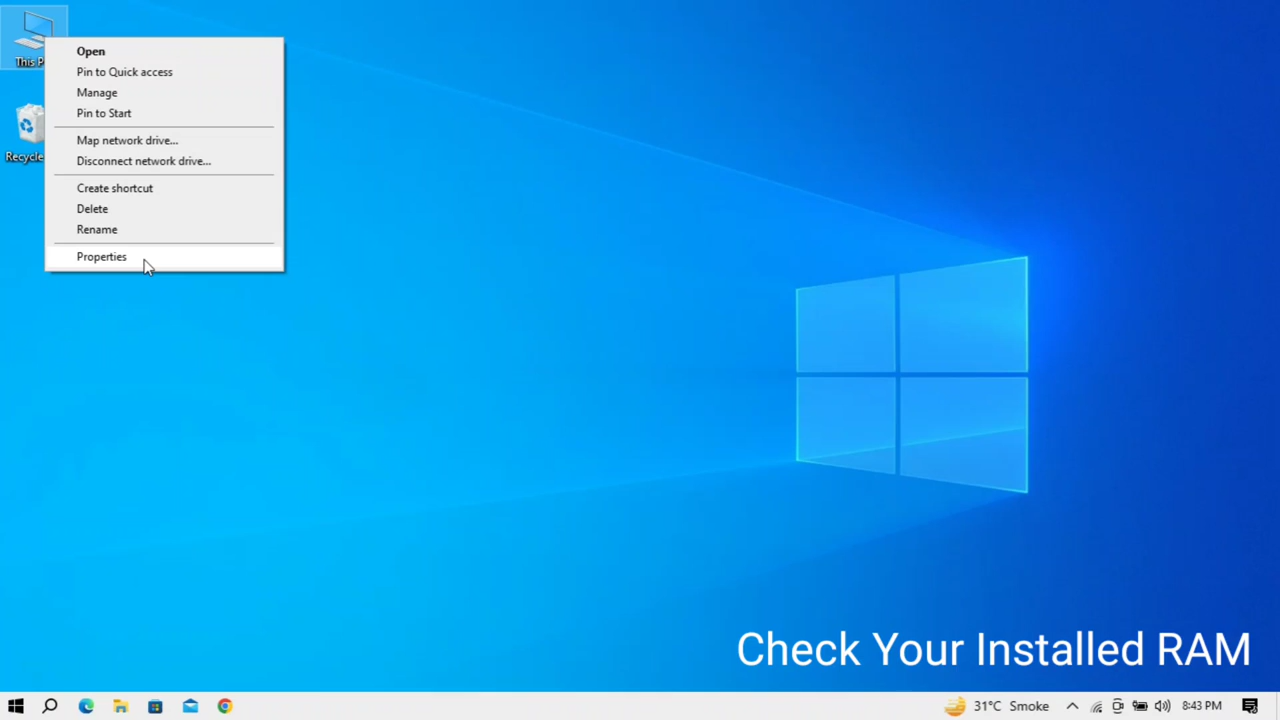 This P
Recycle
Open
Pin to Quick access
Manage
Pin to Start
Map network drive...
Disconnect network drive...
Create shortcut
Delete
Rename
Properties
Check Your Installed RAM
31°C Smoke
8:43 PM